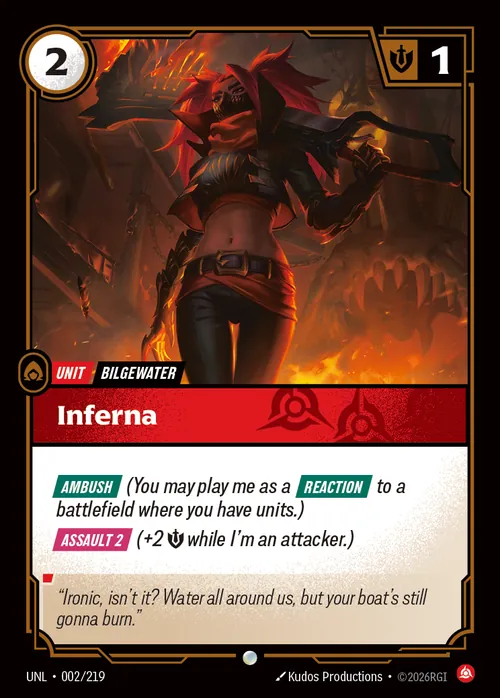 2
1
UNIT BILGEWATER
Inferna
AMBUSH (You may play me as a REACTION to a
battlefield where you have units.)
ASSAULT 2 (+2 while I'm an attacker.)
"Ironic, isn't it? Water all around us, but your boat's still
gonna burn."
UNL • 002/219 Kudos Productions • ©2026RGI